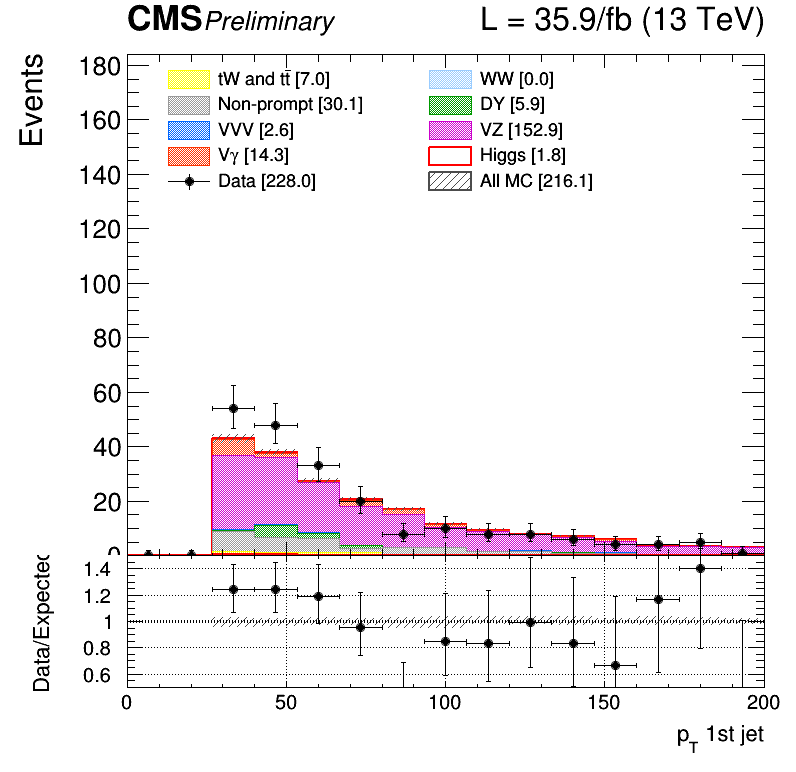 CMS Preliminary L = 35.9/fb (13 TeV)
Events
180
160
140
120
100
80
60
40
20
0
tW and tt̄ [7.0]
Non-prompt [30.1]
VVV [2.6]
Vγ [14.3]
Data [228.0]
WW [0.0]
DY [5.9]
VZ [152.9]
Higgs [1.8]
All MC [216.1]
Data/Expected
1.4
1.2
1
0.8
0.6
0 50 100 150 200
p_T 1st jet